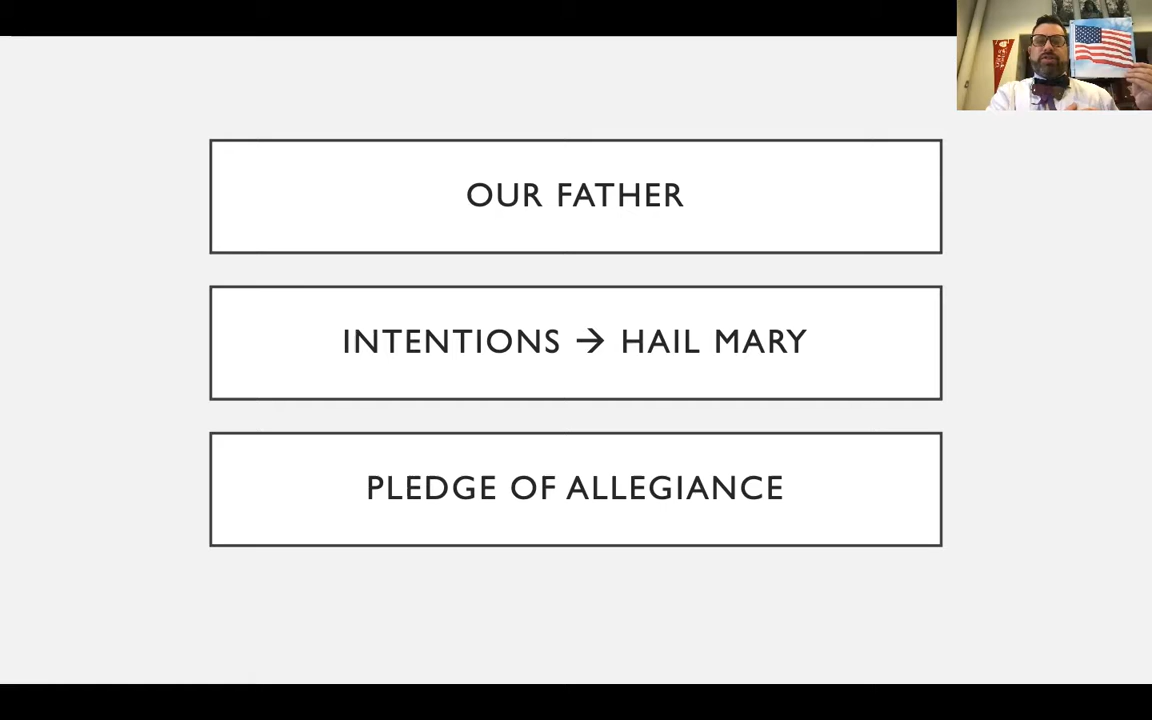 OUR FATHER
INTENTIONS → HAIL MARY
PLEDGE OF ALLEGIANCE